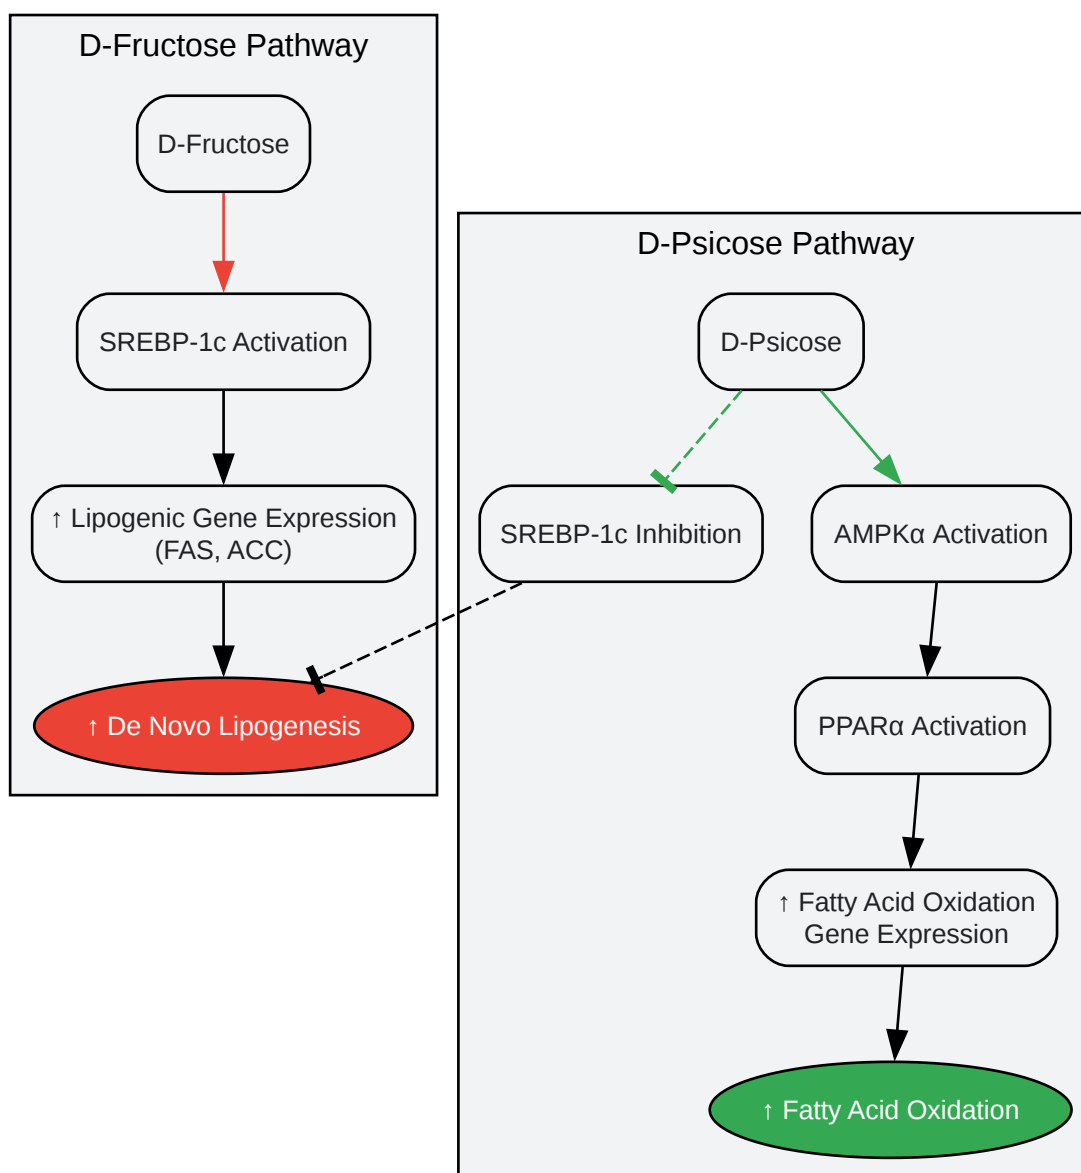 D-Fructose Pathway
D-Fructose
SREBP-1c Activation
↑ Lipogenic Gene Expression
(FAS, ACC)
↑ De Novo Lipogenesis
D-Psicose Pathway
D-Psicose
SREBP-1c Inhibition
AMPKα Activation
PPARα Activation
↑ Fatty Acid Oxidation
Gene Expression
↑ Fatty Acid Oxidation